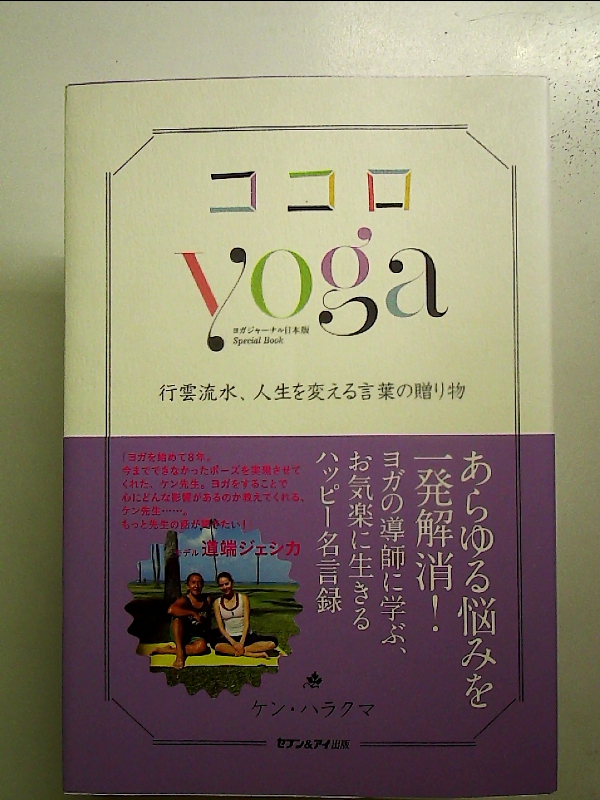 ココロ
yoga
ヨガジャーナル日本版
Special Book
行雲流水、人生を変える言葉の贈り物
「ヨガを始めて8年。
今までできなかったポーズを実現させて
くれた、ケン先生。ヨガをすることで
心にどんな影響があるのか教えてくれる、
ケン先生……。
もっと先生の話が聞きたい！
モデル 道端ジェシカ
あらゆる悩みを
一発解消！
ヨガの導師に学ぶ、
お気楽に生きる
ハッピー名言録
ケン・ハラクマ
セブン&アイ出版